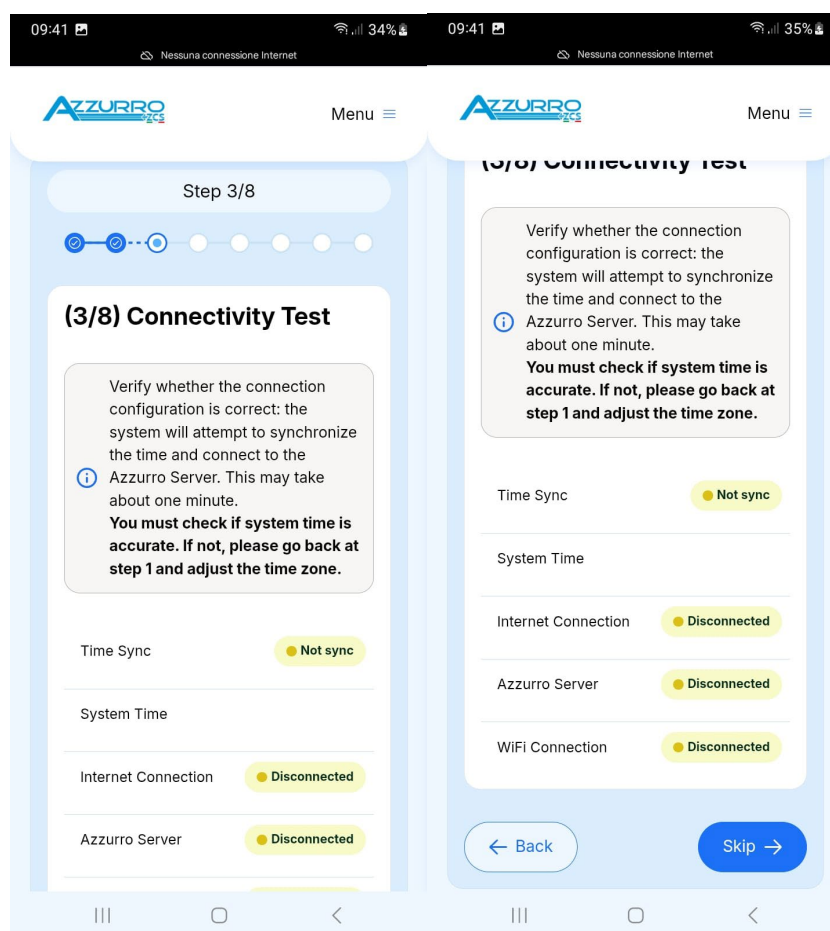 09:41
34%
Nessuna connessione Internet
AZZURRO
ZCS
Menu
Step 3/8
(3/8) Connectivity Test
Verify whether the connection
configuration is correct: the
system will attempt to synchronize
the time and connect to the
Azzurro Server. This may take
about one minute.
You must check if system time is
accurate. If not, please go back at
step 1 and adjust the time zone.
Time Sync
Not sync
System Time
Internet Connection
Disconnected
Azzurro Server
Disconnected
09:41
35%
Nessuna connessione Internet
AZZURRO
ZCS
Menu
(3/8) Connectivity Test
Verify whether the connection
configuration is correct: the
system will attempt to synchronize
the time and connect to the
Azzurro Server. This may take
about one minute.
You must check if system time is
accurate. If not, please go back at
step 1 and adjust the time zone.
Time Sync
Not sync
System Time
Internet Connection
Disconnected
Azzurro Server
Disconnected
WiFi Connection
Disconnected
Back
Skip